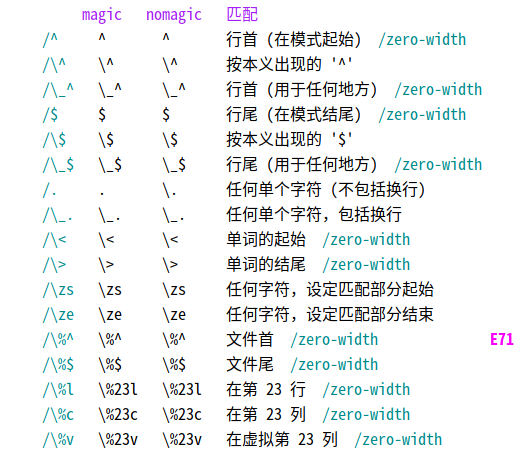 magic nomagic 匹配
/^ ^ ^ 行首 (在模式起始) /zero-width
/\^ \^ \^ 按本义出现的 '^'
/\_^ \_^ \_^ 行首 (用于任何地方) /zero-width
/$ $ $ 行尾 (在模式结尾) /zero-width
/\$ \$ \$ 按本义出现的 '$'
/\_$ \_$ \_$ 行尾 (用于任何地方) /zero-width
/. . \. 任何单个字符 (不包括换行)
/\_. \_. \_. 任何单个字符，包括换行
/\< \< \< 单词的起始 /zero-width
/\> \> \> 单词的结尾 /zero-width
/\zs \zs \zs 任何字符，设定匹配部分起始
/\ze \ze \ze 任何字符，设定匹配部分结束
/\%^ \%^ \%^ 文件首 /zero-width E71
/\%$ \%$ \%$ 文件尾 /zero-width
/\%l \%23l \%23l 在第 23 行 /zero-width
/\%c \%23c \%23c 在第 23 列 /zero-width
/\%v \%23v \%23v 在虚拟第 23 列 /zero-width